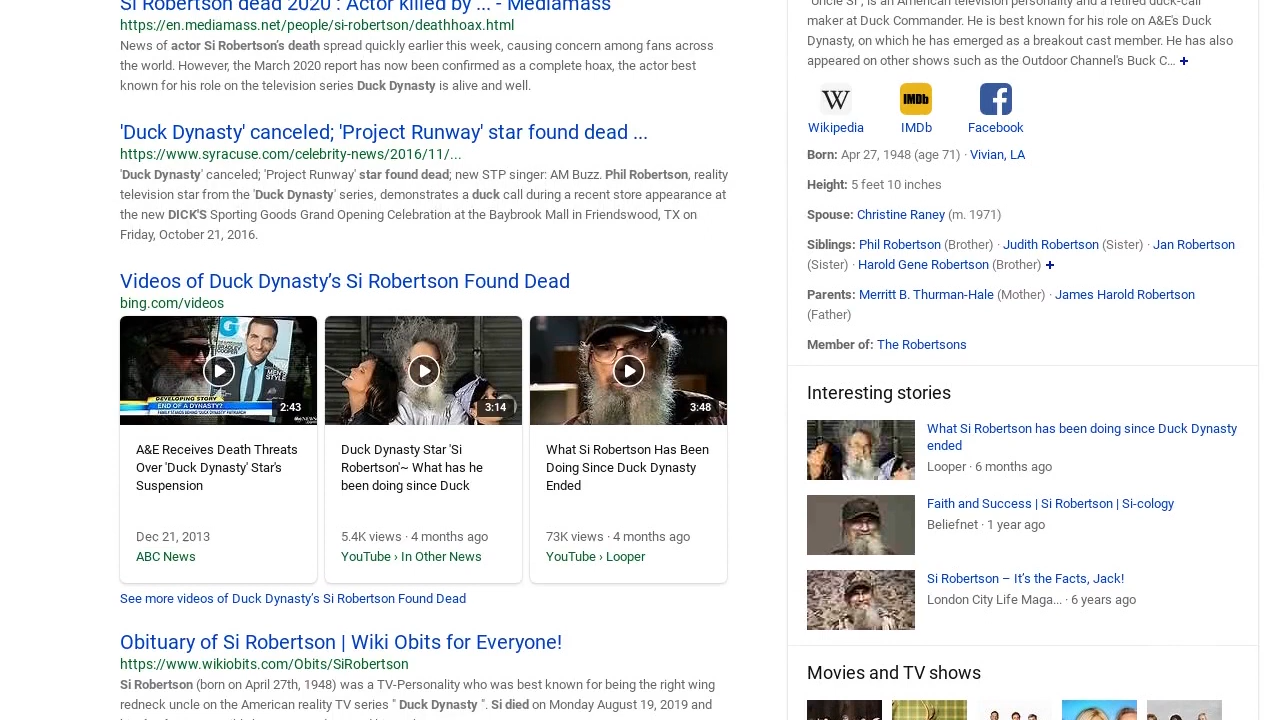 Si Robertson dead 2020 : Actor killed by ... - Mediamass
https://en.mediamass.net/people/si-robertson/deathhoax.html
News of actor Si Robertson's death spread quickly earlier this week, causing concern among fans across
the world. However, the March 2020 report has now been confirmed as a complete hoax, the actor best
known for his role on the television series Duck Dynasty is alive and well.
'Duck Dynasty' canceled; 'Project Runway' star found dead ...
https://www.syracuse.com/celebrity-news/2016/11/...
'Duck Dynasty' canceled; 'Project Runway' star found dead; new STP singer: AM Buzz. Phil Robertson, reality
television star from the 'Duck Dynasty' series, demonstrates a duck call during a recent store appearance at
the new DICK'S Sporting Goods Grand Opening Celebration at the Baybrook Mall in Friendswood, TX on
Friday, October 21, 2016.
Videos of Duck Dynasty's Si Robertson Found Dead
bing.com/videos
DEVELOPING STORY
END OF A DYNASTY?
2:43
3:14
3:48
A&E Receives Death Threats
Over 'Duck Dynasty' Star's
Suspension
Dec 21, 2013
ABC News
Duck Dynasty Star 'Si
Robertson'~ What has he
been doing since Duck
5.4K views · 4 months ago
YouTube › In Other News
What Si Robertson Has Been
Doing Since Duck Dynasty
Ended
73K views · 4 months ago
YouTube › Looper
See more videos of Duck Dynasty's Si Robertson Found Dead
Obituary of Si Robertson | Wiki Obits for Everyone!
https://www.wikiobits.com/Obits/SiRobertson
Si Robertson (born on April 27th, 1948) was a TV-Personality who was best known for being the right wing
redneck uncle on the American reality TV series " Duck Dynasty ". Si died on Monday August 19, 2019 and
"Uncle Si", is an American television personality and a retired duck-call
maker at Duck Commander. He is best known for his role on A&E's Duck
Dynasty, on which he has emerged as a breakout cast member. He has also
appeared on other shows such as the Outdoor Channel's Buck C... +
W
IMDb
f
Wikipedia
IMDb
Facebook
Born: Apr 27, 1948 (age 71) · Vivian, LA
Height: 5 feet 10 inches
Spouse: Christine Raney (m. 1971)
Siblings: Phil Robertson (Brother) · Judith Robertson (Sister) · Jan Robertson
(Sister) · Harold Gene Robertson (Brother) +
Parents: Merritt B. Thurman-Hale (Mother) · James Harold Robertson
(Father)
Member of: The Robertsons
Interesting stories
What Si Robertson has been doing since Duck Dynasty
ended
Looper · 6 months ago
Faith and Success | Si Robertson | Si-cology
Beliefnet · 1 year ago
Si Robertson – It's the Facts, Jack!
London City Life Maga... · 6 years ago
Movies and TV shows